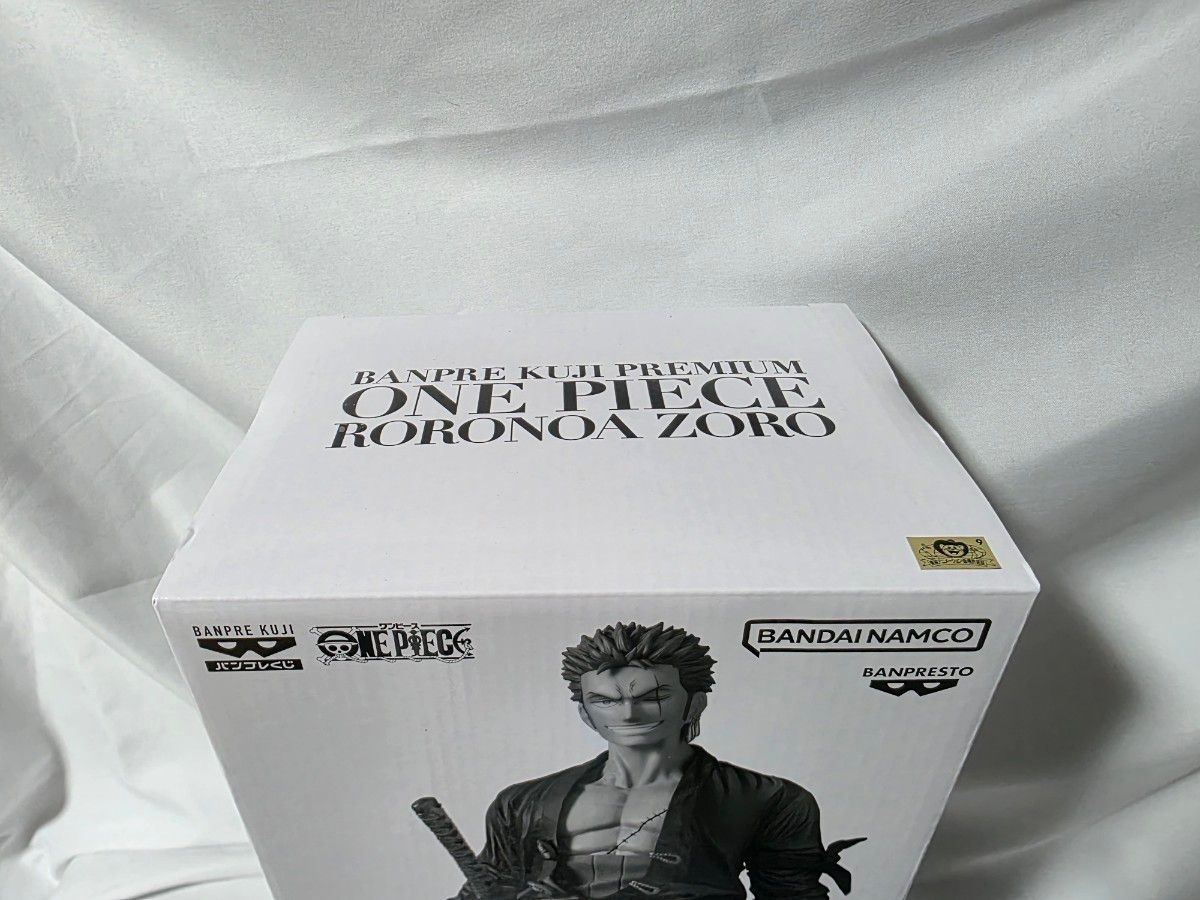 BANPRE KUJI PREMIUM
ONE PIECE
RORONOA ZORO
9
BANPRE KUJI
バンプレくじ
ワンピース
ONE PIECE
BANDAI NAMCO
BANPRESTO